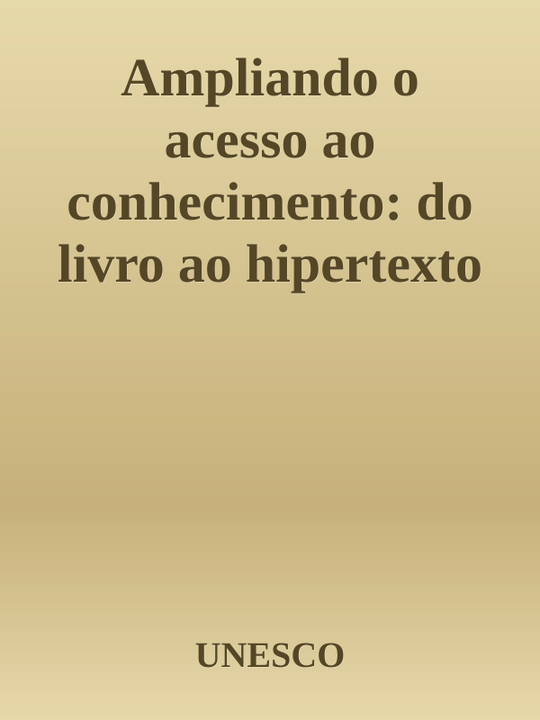 Ampliando o
acesso ao
conhecimento: do
livro ao hipertexto
UNESCO